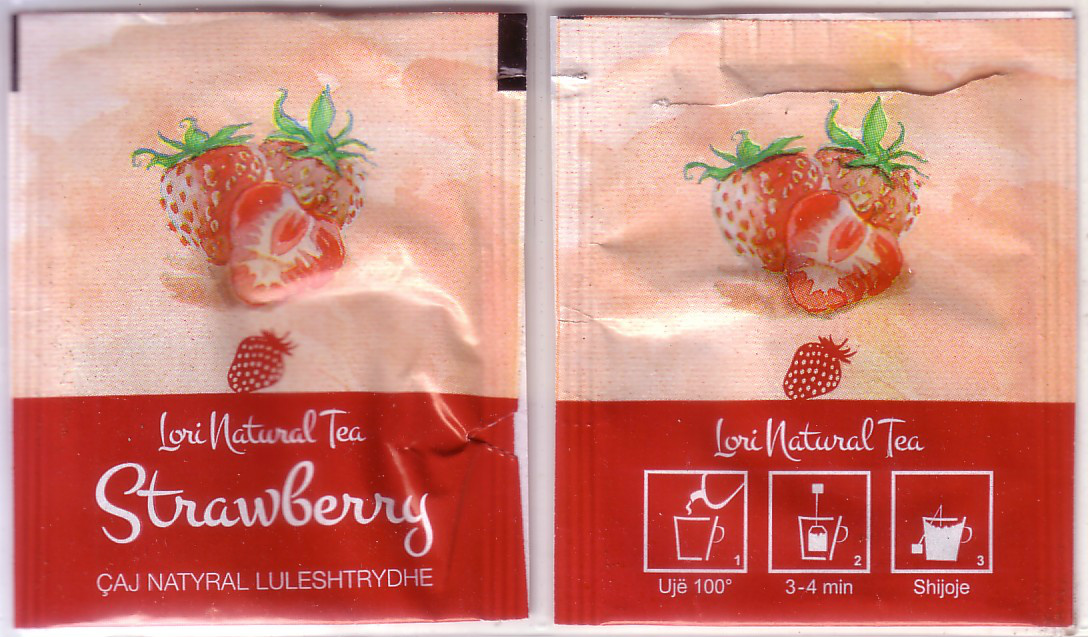 Lori Natural Tea
Strawberry
ÇAJ NATYRAL LULESHTRYDHE
Lori Natural Tea
1 2 3
Ujë 100° 3-4 min Shijoje